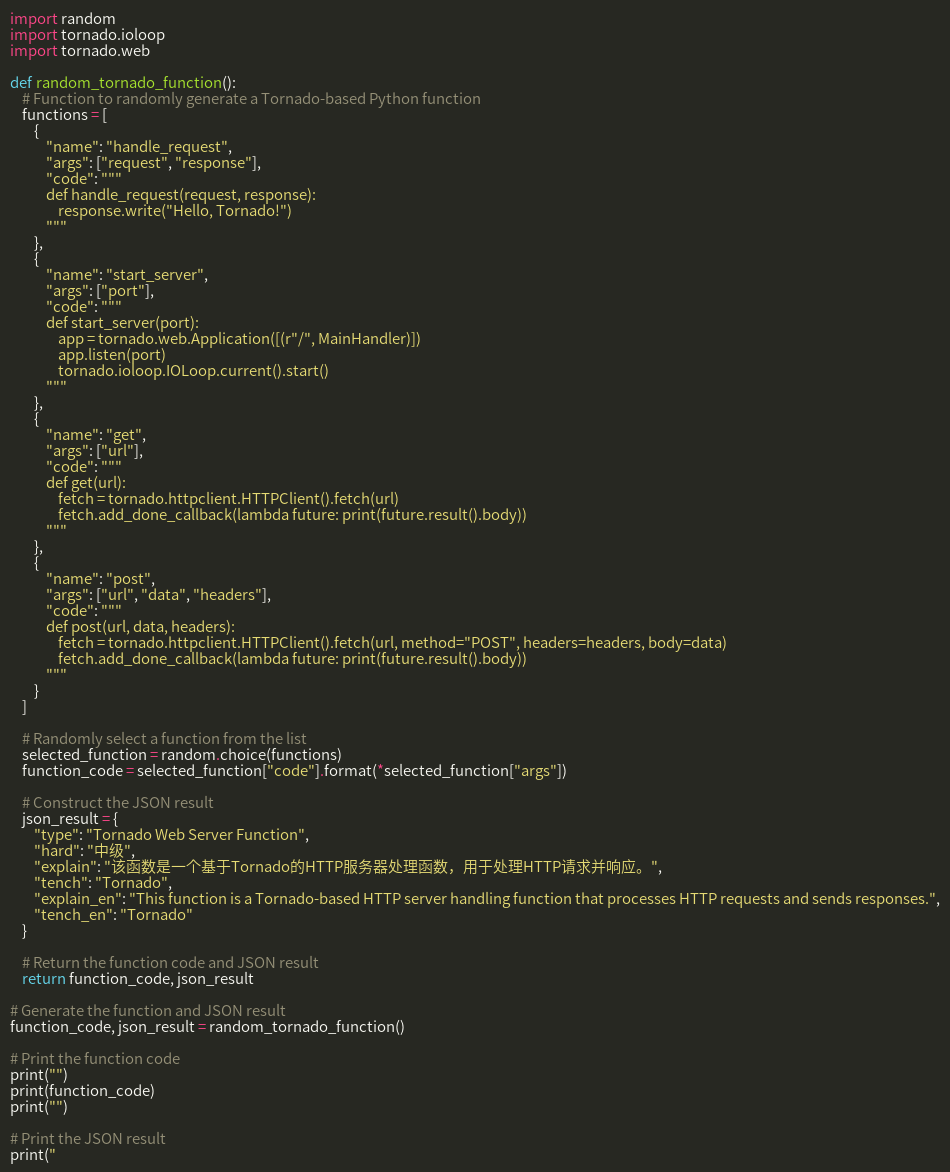 import random
import tornado.ioloop
import tornado.web

def random_tornado_function():
    # Function to randomly generate a Tornado-based Python function
    functions = [
        {
            "name": "handle_request",
            "args": ["request", "response"],
            "code": """
            def handle_request(request, response):
                response.write("Hello, Tornado!")
            """
        },
        {
            "name": "start_server",
            "args": ["port"],
            "code": """
            def start_server(port):
                app = tornado.web.Application([(r"/", MainHandler)])
                app.listen(port)
                tornado.ioloop.IOLoop.current().start()
            """
        },
        {
            "name": "get",
            "args": ["url"],
            "code": """
            def get(url):
                fetch = tornado.httpclient.HTTPClient().fetch(url)
                fetch.add_done_callback(lambda future: print(future.result().body))
            """
        },
        {
            "name": "post",
            "args": ["url", "data", "headers"],
            "code": """
            def post(url, data, headers):
                fetch = tornado.httpclient.HTTPClient().fetch(url, method="POST", headers=headers, body=data)
                fetch.add_done_callback(lambda future: print(future.result().body))
            """
        }
    ]

    # Randomly select a function from the list
    selected_function = random.choice(functions)
    function_code = selected_function["code"].format(*selected_function["args"])

    # Construct the JSON result
    json_result = {
        "type": "Tornado Web Server Function",
        "hard": "中级",
        "explain": "该函数是一个基于Tornado的HTTP服务器处理函数，用于处理HTTP请求并响应。",
        "tench": "Tornado",
        "explain_en": "This function is a Tornado-based HTTP server handling function that processes HTTP requests and sends responses.",
        "tench_en": "Tornado"
    }

    # Return the function code and JSON result
    return function_code, json_result

# Generate the function and JSON result
function_code, json_result = random_tornado_function()

# Print the function code
print("")
print(function_code)
print("")

# Print the JSON result
print("